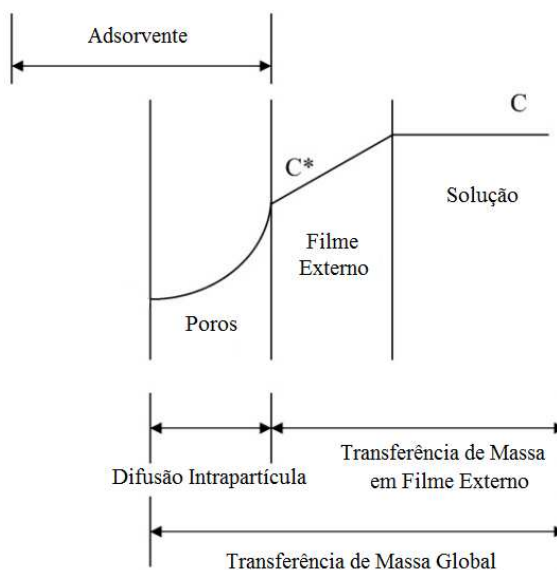 Adsorvente
C
C*
Solução
Filme
Externo
Poros
Difusão Intrapartícula
Transferência de Massa
em Filme Externo
Transferência de Massa Global